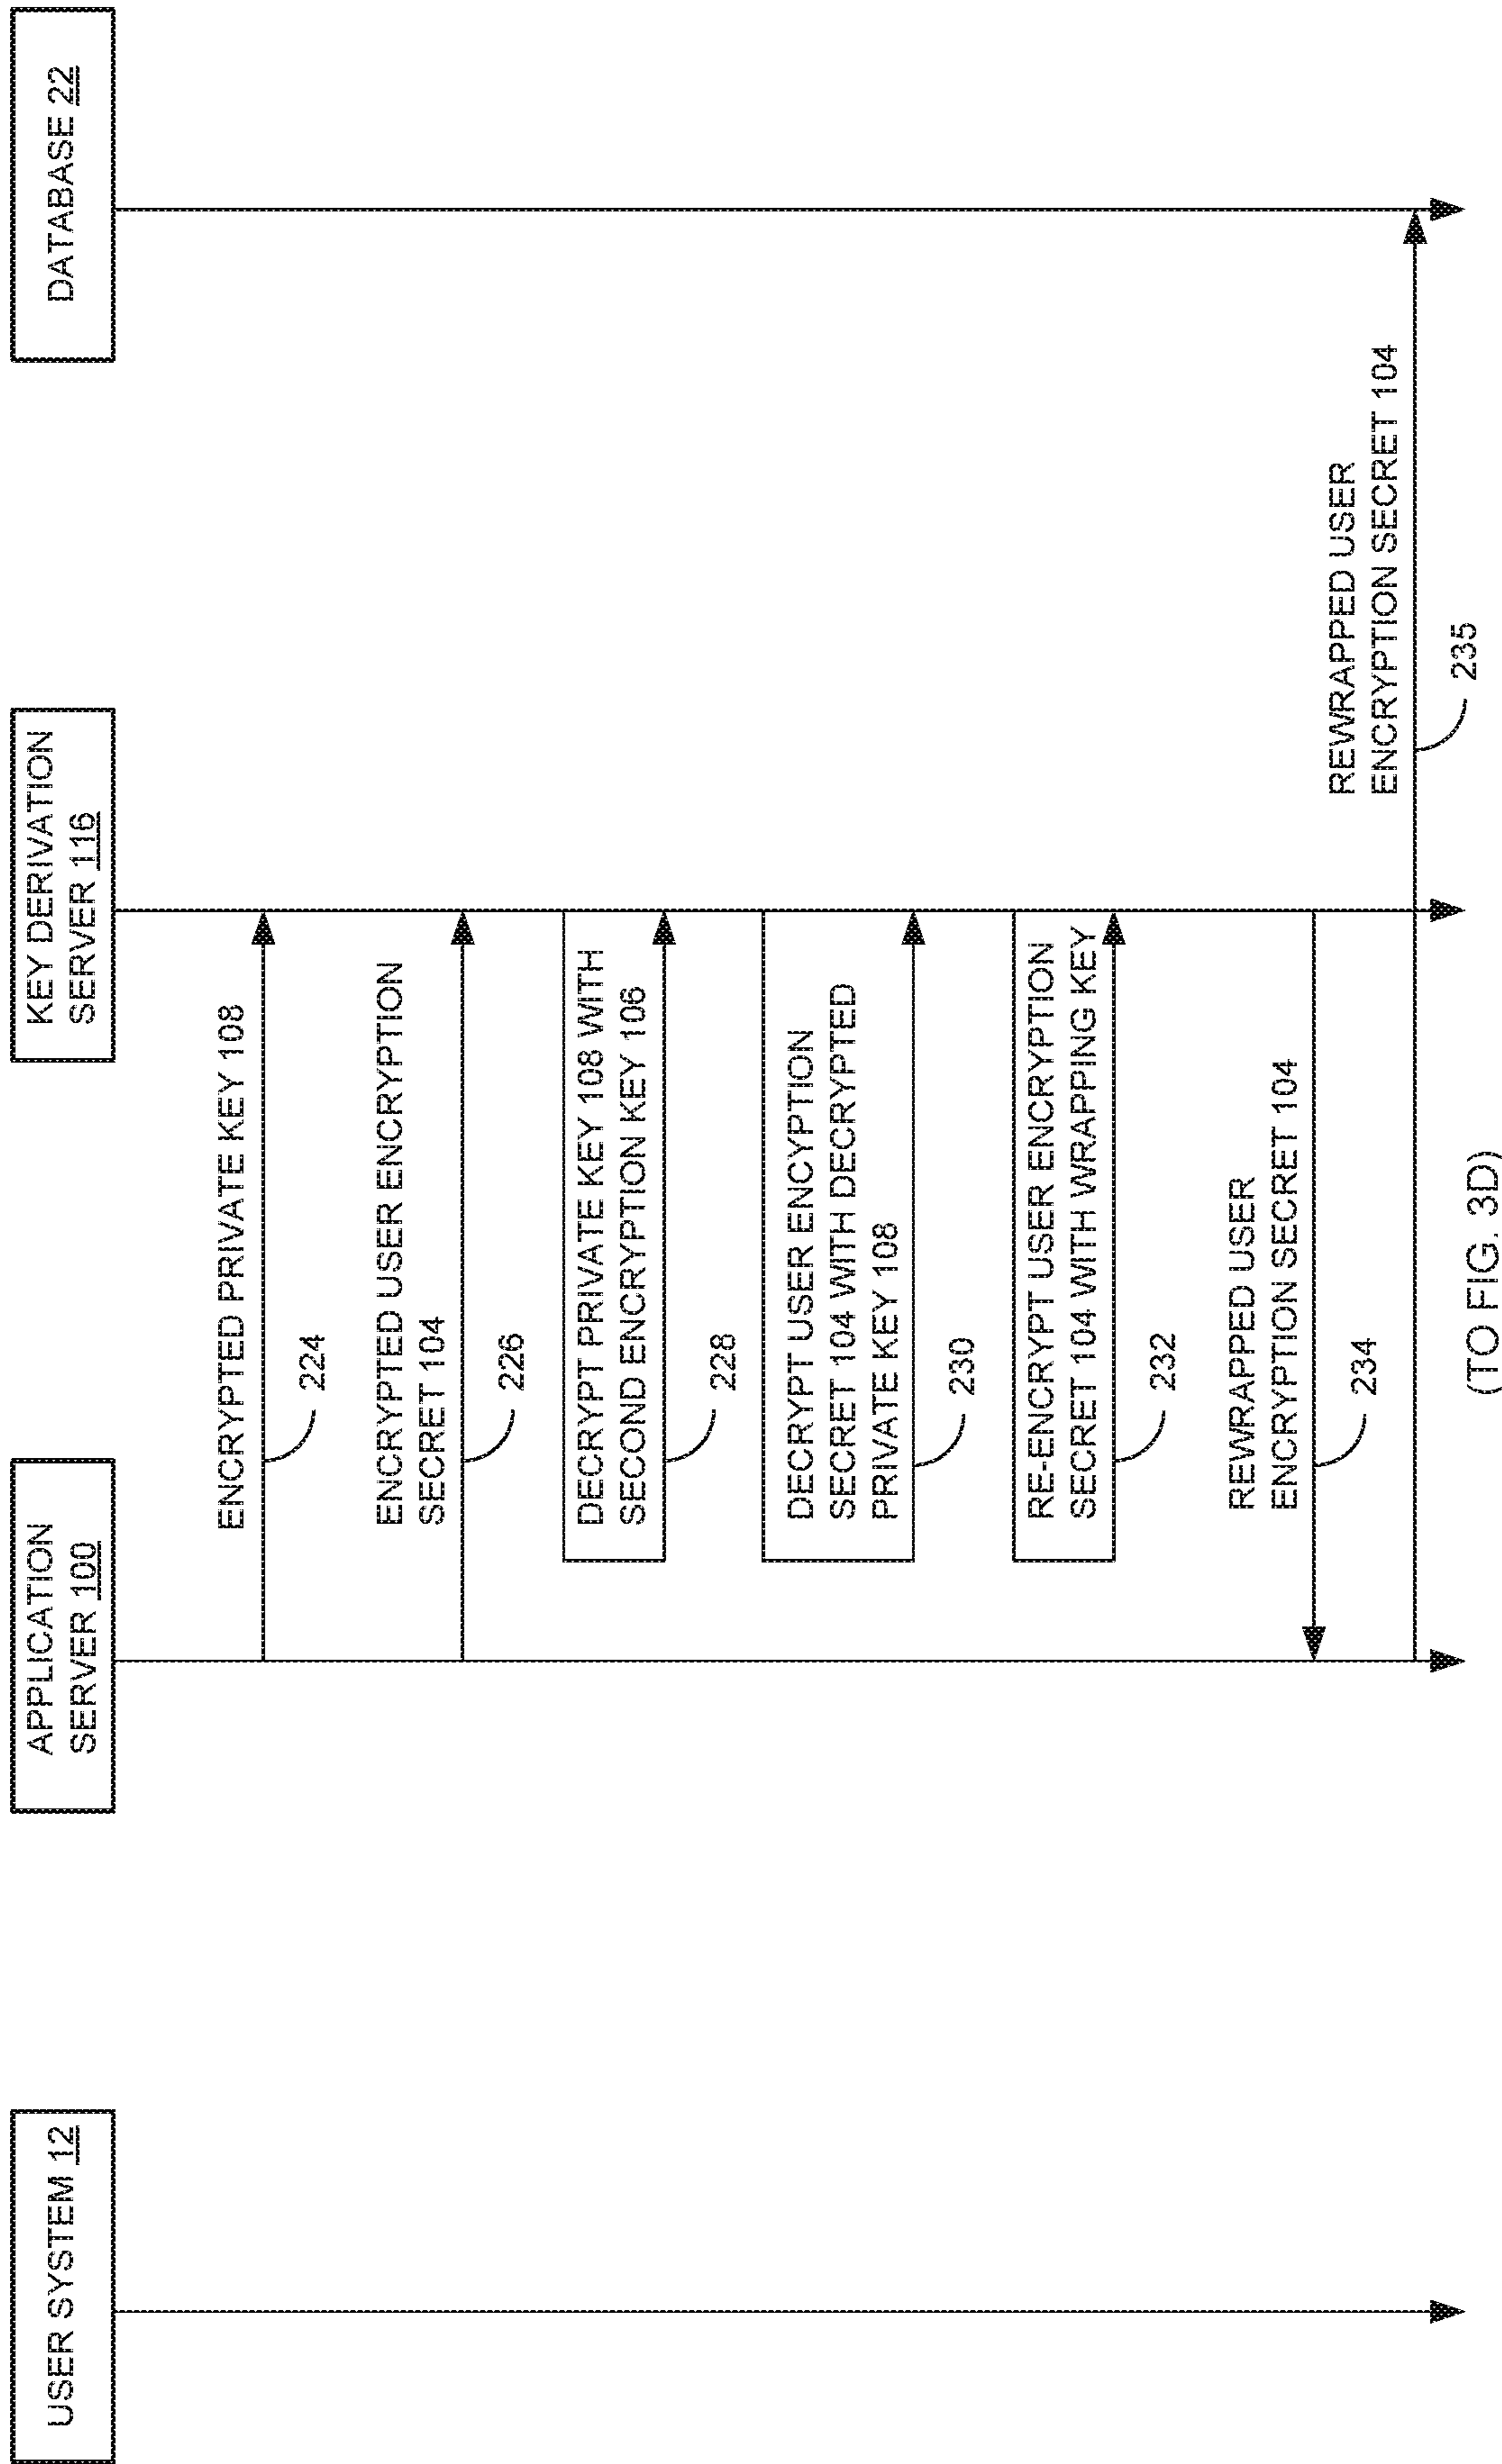 USER SYSTEM 12
APPLICATION
SERVER 100
KEY DERIVATION
SERVER 116
DATABASE 22
ENCRYPTED PRIVATE KEY 108
224
ENCRYPTED USER ENCRYPTION
SECRET 104
226
DECRYPT PRIVATE KEY 108 WITH
SECOND ENCRYPTION KEY 106
228
DECRYPT USER ENCYPTION
SECRET 104 WITH DECRYPTED
PRIVATE KEY 108
230
RE-ENCRYPT USER ENCRYPTION
SECRET 104 WITH WRAPPING KEY
232
REWRAPPED USER
ENCRYPTION SECRET 104
234
REWRAPPED USER
ENCRYPTION SECRET 104
235
(TO FIG. 3D)